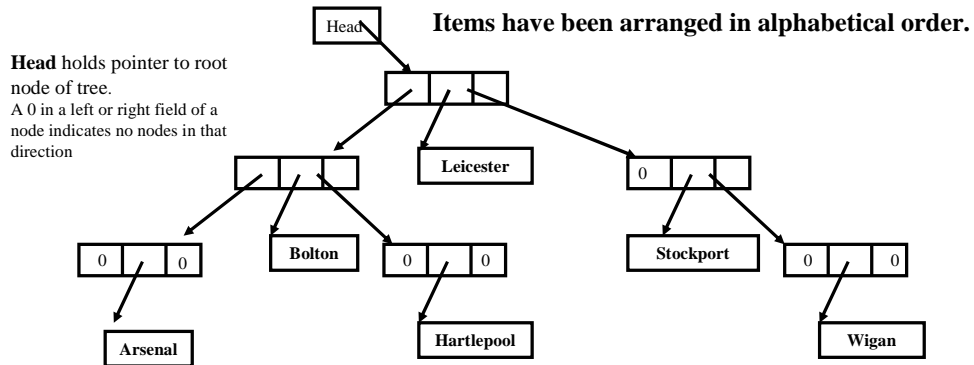 Head
Items have been arranged in alphabetical order.
Head holds pointer to root
node of tree.
A 0 in a left or right field of a
node indicates no nodes in that
direction
Leicester
0
Bolton
Stockport
0 0
0 0
0 0
Arsenal
Hartlepool
Wigan